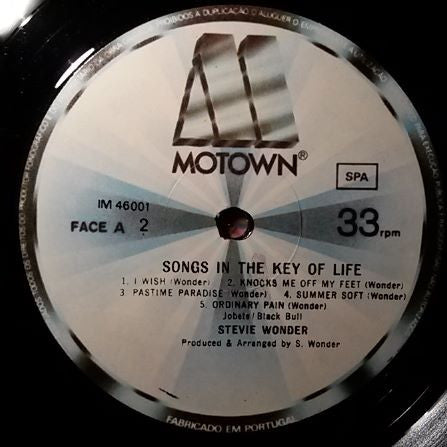 MOTOWN®
SPA
IM 46001
FACE A 2
33 rpm
SONGS IN THE KEY OF LIFE
1. I WISH (Wonder) 2. KNOCKS ME OFF MY FEET (Wonder)
3. PASTIME PARADISE (Wonder) 4. SUMMER SOFT (Wonder)
5. ORDINARY PAIN (Wonder)
Jobete/Black Bull
STEVIE WONDER
Produced & Arranged by S. Wonder
FABRICADO EM PORTUGAL